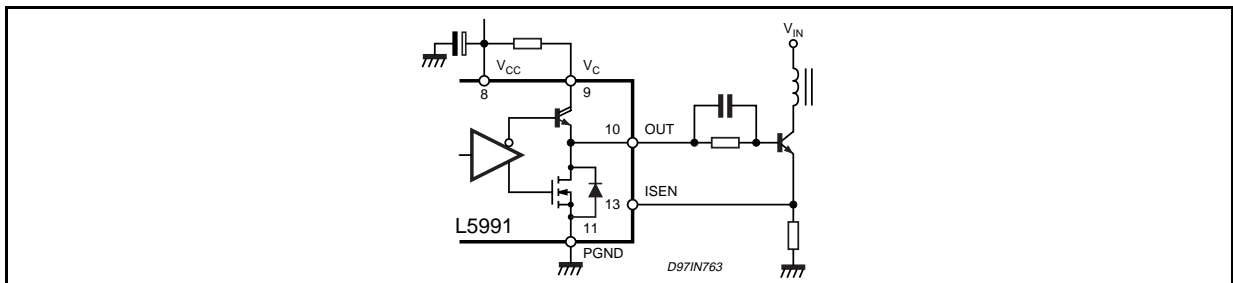 V_IN
V_CC
V_C
8
9
10
OUT
ISEN
13
L5991
11
PGND
D97IN763